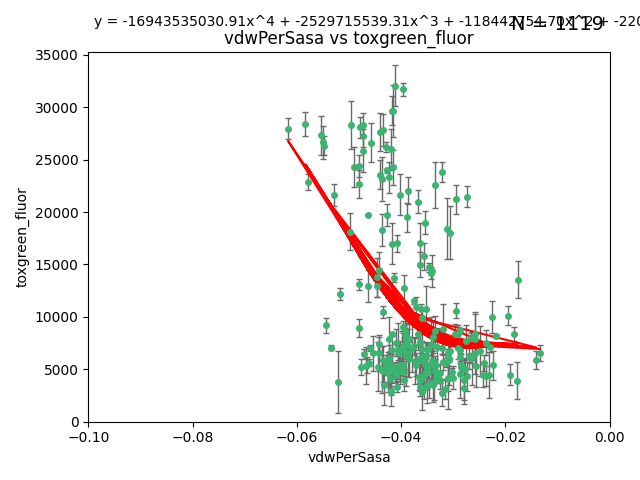 y = -16943535030.91x^4 + -2529715539.31x^3 + -118442754.70x^2 + -220
N = 1119
vdwPerSasa vs toxgreen_fluor
35000
30000
25000
20000
15000
10000
5000
0
toxgreen_fluor
−0.10
−0.08
−0.06
−0.04
−0.02
0.00
vdwPerSasa